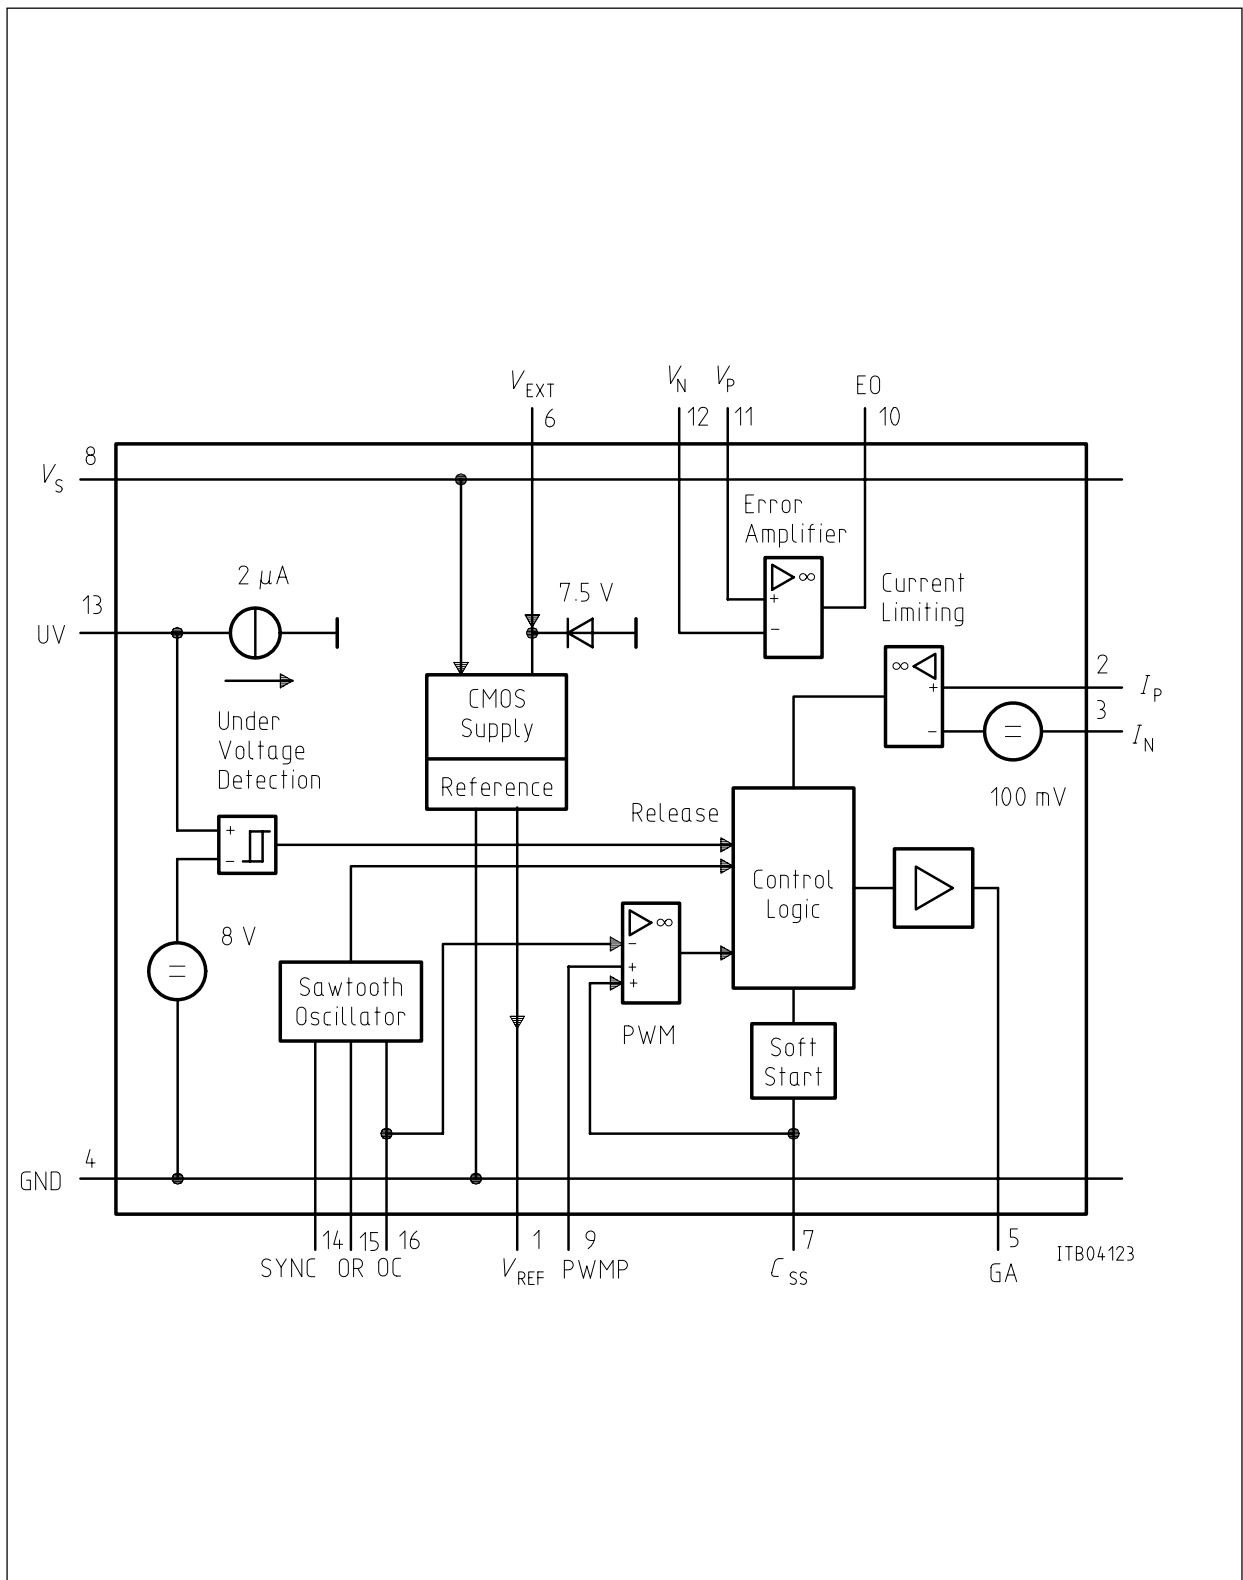 VEXT
VN
VP
EO
6
12
11
10
8
VS
Error
Amplifier
∞
+
−
2 μA
7.5 V
Current
Limiting
13
UV
∞
+
−
2
IP
3
IN
=
100 mV
CMOS
Supply
Reference
Under
Voltage
Detection
+
−
Release
Control
Logic
8 V
=
∞
−
+
+
PWM
Sawtooth
Oscillator
Soft
Start
4
GND
14
15
16
1
9
7
5
SYNC
OR
OC
VREF
PWMP
CSS
GA
ITB04123